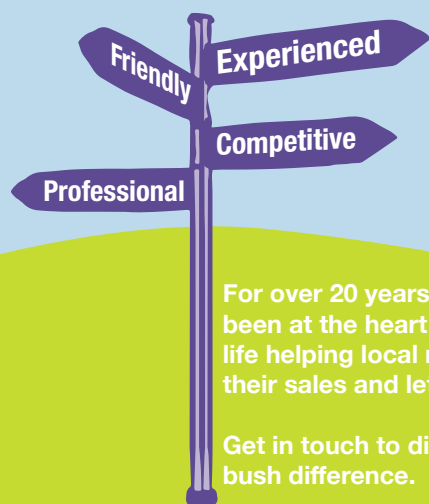 Friendly
Experienced
Competitive
Professional
For over 20 years
been at the heart
life helping local
their sales and
Get in touch to
bush difference.